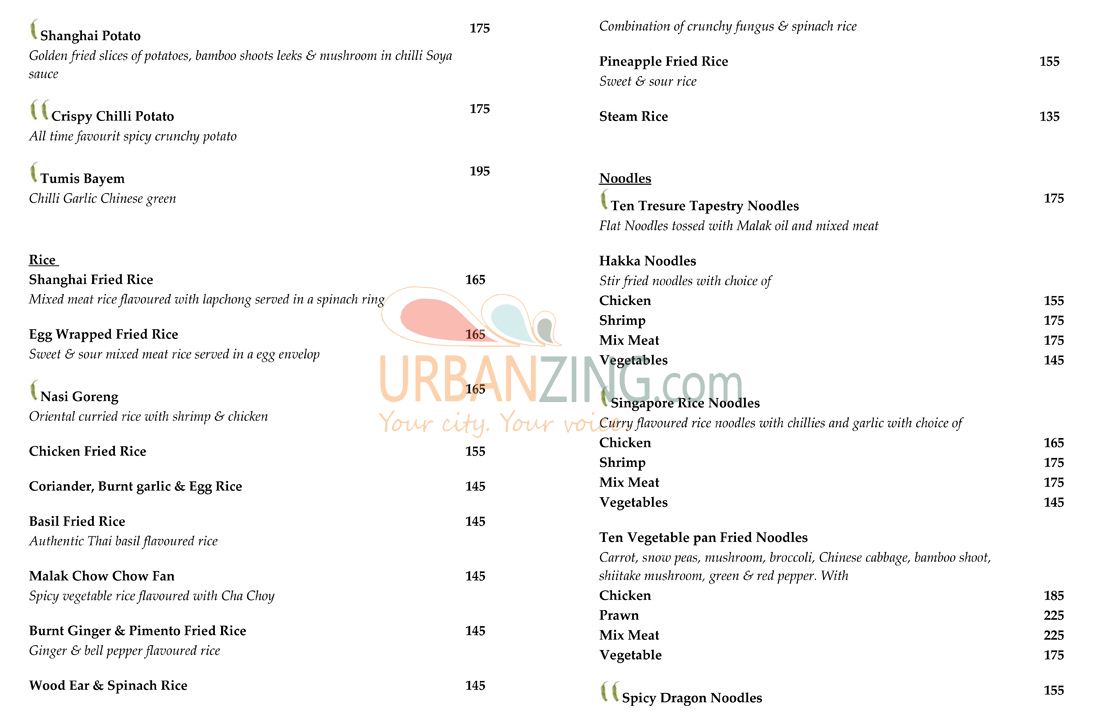 Shanghai Potato 175
Golden fried slices of potatoes, bamboo shoots leeks & mushroom in chilli Soya
sauce
Crispy Chilli Potato 175
All time favourit spicy crunchy potato
Tumis Bayem 195
Chilli Garlic Chinese green
Rice
Shanghai Fried Rice 165
Mixed meat rice flavoured with lapchong served in a spinach ring
Egg Wrapped Fried Rice 165
Sweet & sour mixed meat rice served in a egg envelop
Nasi Goreng 165
Oriental curried rice with shrimp & chicken
Chicken Fried Rice 155
Coriander, Burnt garlic & Egg Rice 145
Basil Fried Rice 145
Authentic Thai basil flavoured rice
Malak Chow Chow Fan 145
Spicy vegetable rice flavoured with Cha Choy
Burnt Ginger & Pimento Fried Rice 145
Ginger & bell pepper flavoured rice
Wood Ear & Spinach Rice 145
Combination of crunchy fungus & spinach rice
Pineapple Fried Rice 155
Sweet & sour rice
Steam Rice 135
Noodles
Ten Tresure Tapestry Noodles 175
Flat Noodles tossed with Malak oil and mixed meat
Hakka Noodles
Stir fried noodles with choice of
Chicken 155
Shrimp 175
Mix Meat 175
Vegetables 145
Singapore Rice Noodles
Curry flavoured rice noodles with chillies and garlic with choice of
Chicken 165
Shrimp 175
Mix Meat 175
Vegetables 145
Ten Vegetable pan Fried Noodles
Carrot, snow peas, mushroom, broccoli, Chinese cabbage, bamboo shoot,
shiitake mushroom, green & red pepper. With
Chicken 185
Prawn 225
Mix Meat 225
Vegetable 175
Spicy Dragon Noodles 155
URBANZING.com
Your city. Your voice.